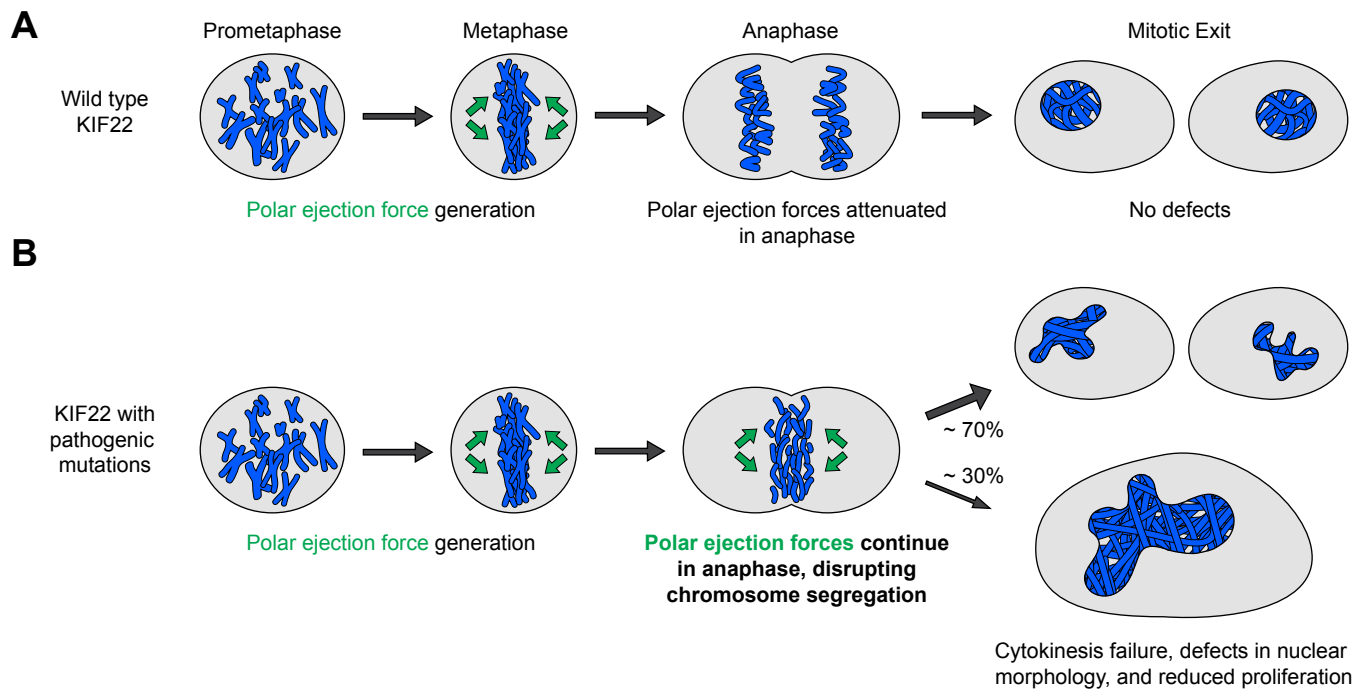 A
Prometaphase
Metaphase
Anaphase
Mitotic Exit
Wild type
KIF22
Polar ejection force generation
Polar ejection forces attenuated
in anaphase
No defects
B
KIF22 with
pathogenic
mutations
~ 70%
~ 30%
Polar ejection force generation
Polar ejection forces continue
in anaphase, disrupting
chromosome segregation
Cytokinesis failure, defects in nuclear
morphology, and reduced proliferation